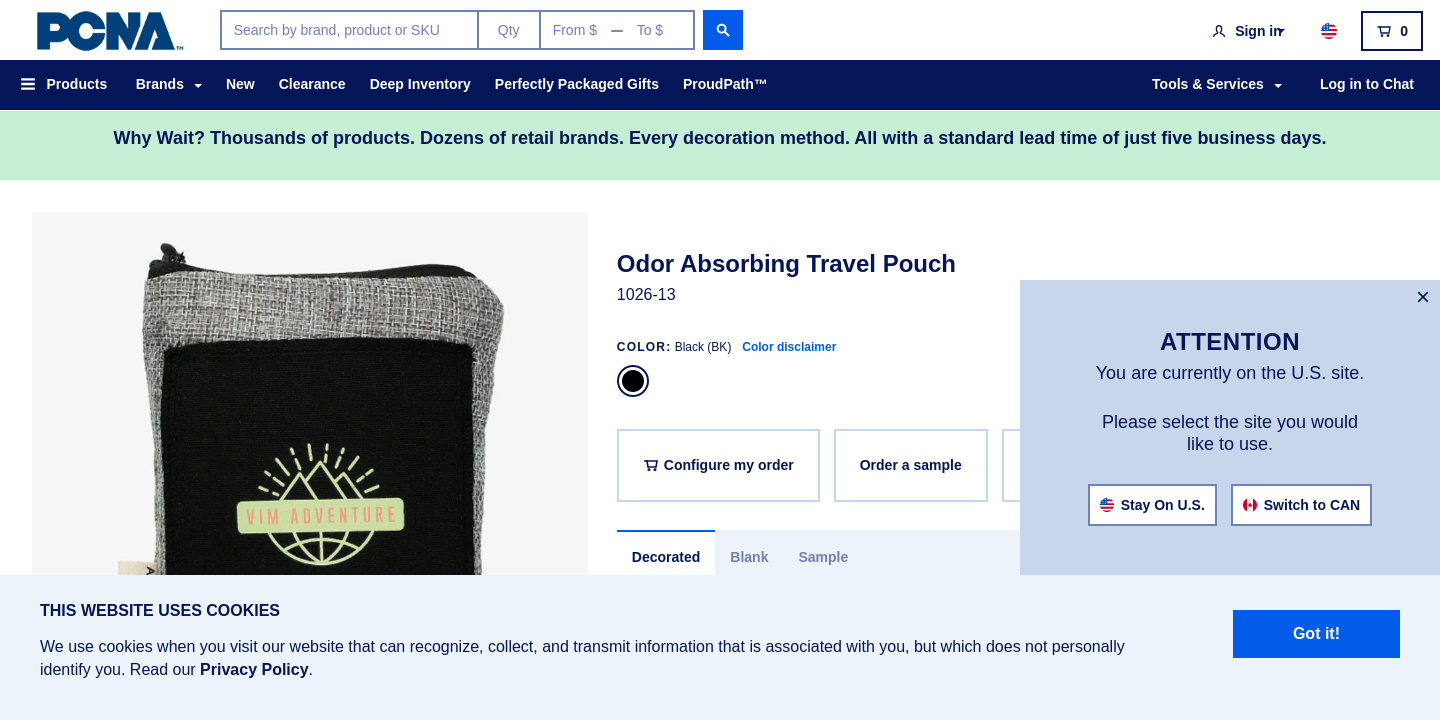 PCNA™
Search by brand, product or SKU
Qty
From $ — To $
Sign in
0
Products
Brands
New
Clearance
Deep Inventory
Perfectly Packaged Gifts
ProudPath™
Tools & Services
Log in to Chat
Why Wait? Thousands of products. Dozens of retail brands. Every decoration method. All with a standard lead time of just five business days.
VIM ADVENTURE
Odor Absorbing Travel Pouch
1026-13
COLOR: Black (BK) Color disclaimer
Configure my order
Order a sample
Decorated
Blank
Sample
×
ATTENTION
You are currently on the U.S. site.
Please select the site you would
like to use.
Stay On U.S.
Switch to CAN
THIS WEBSITE USES COOKIES
We use cookies when you visit our website that can recognize, collect, and transmit information that is associated with you, but which does not personally
identify you. Read our Privacy Policy.
Got it!